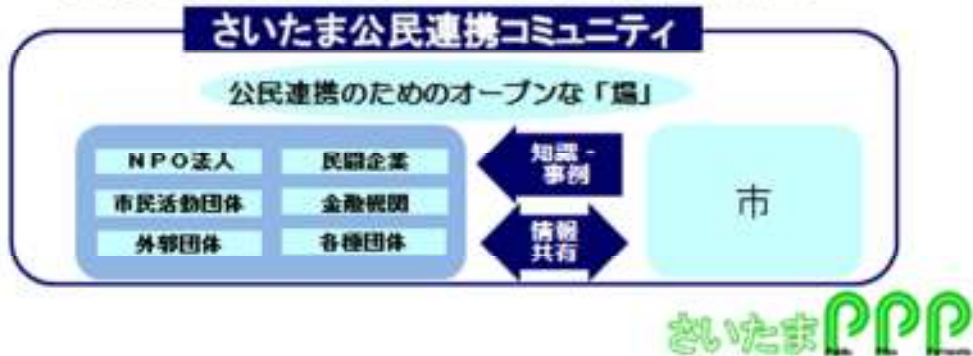 さいたま公民連携コミュニティ
公民連携のためのオープンな「場」
NPO法人
民間企業
市民活動団体
金融機関
外郭団体
各種団体
知識・
事例
情報
共有
市
さいたまPPP